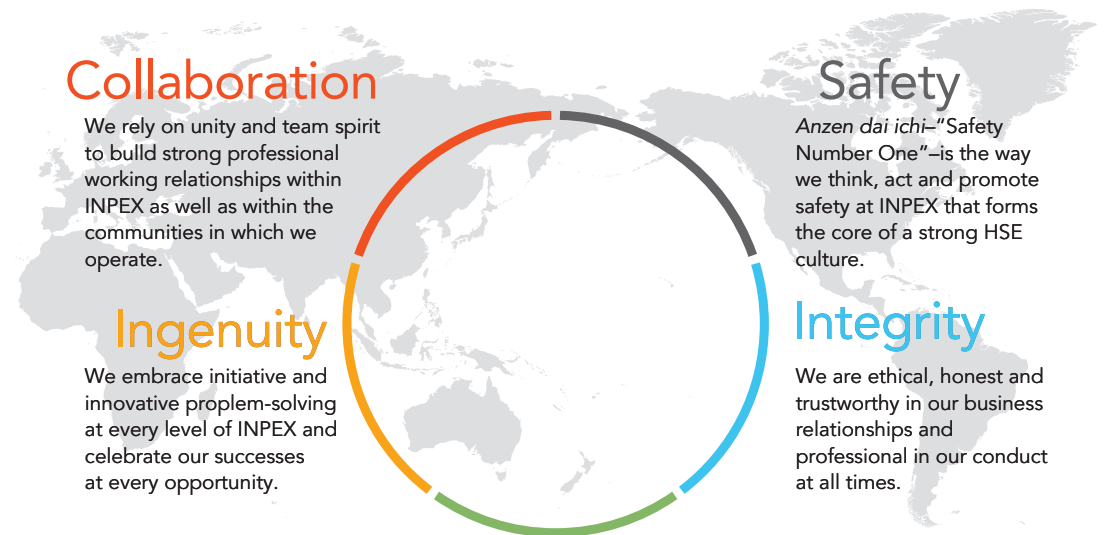 Collaboration
We rely on unity and team spirit
to bulld strong professional
working relationships within
INPEX as well as within the
communities in which we
operate.
Safety
Anzen dai ichi–“Safety
Number One”–is the way
we think, act and promote
safety at INPEX that forms
the core of a strong HSE
culture.
Ingenuity
We embrace initiative and
innovative proplem-solving
at every level of INPEX and
celebrate our successes
at every opportunity.
Integrity
We are ethical, honest and
trustworthy in our business
relationships and
professional in our conduct
at all times.